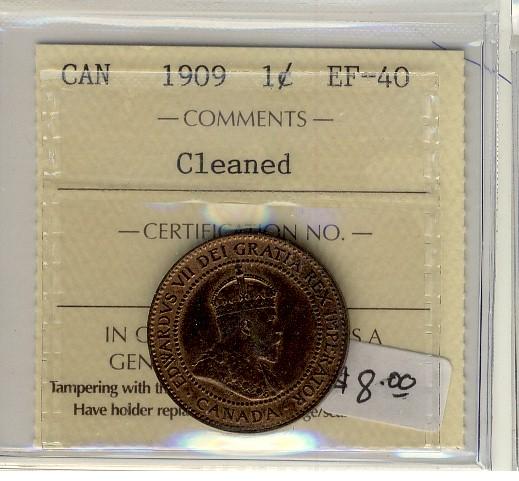 CAN 1909 1¢ EF-40
— COMMENTS —
Cleaned
— CERTIFICATION NO. —
EDWARDVS VII DEI GRATIA REX IMPERATOR
CANADA
IN
S A
GEN
$8.00
Tampering with th
Have holder repla